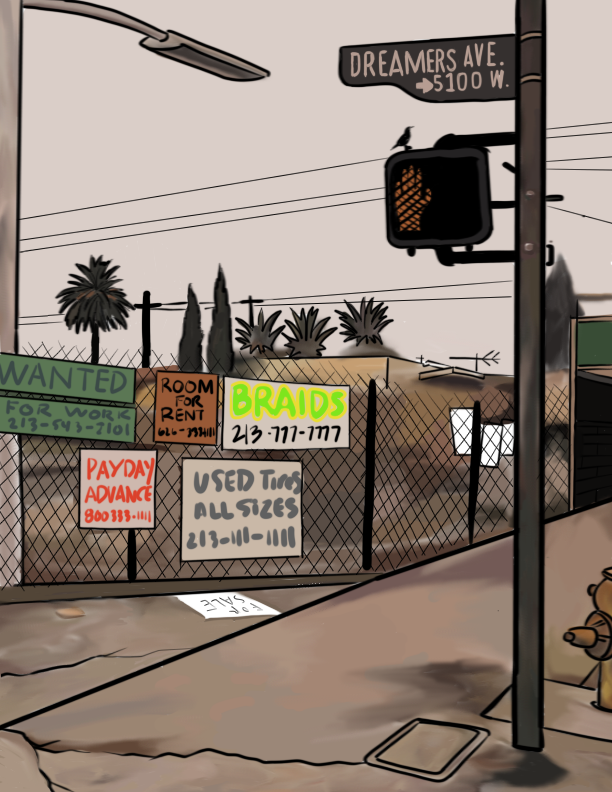 DREAMERS AVE.
→5100 W.
WANTED
FOR WORK
213-543-2101
ROOM
FOR
RENT
BRAIDS
213-777-7777
PAYDAY
ADVANCE
800333-1111
USED
ALL SIZES
213-111-1111
FOR
SALE